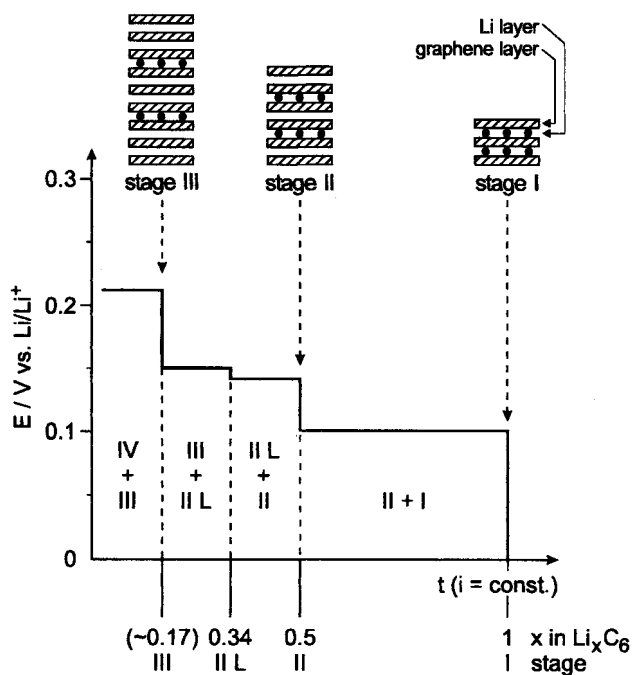 Li layer
graphene layer
stage III
stage II
stage I
0.3
0.2
0.1
0
E / V vs. Li/Li⁺
IV
+
III
III
+
II L
II L
+
II
II + I
t (i = const.)
(~0.17) 0.34 0.5 1 x in LiₓC₆
III II L II I stage